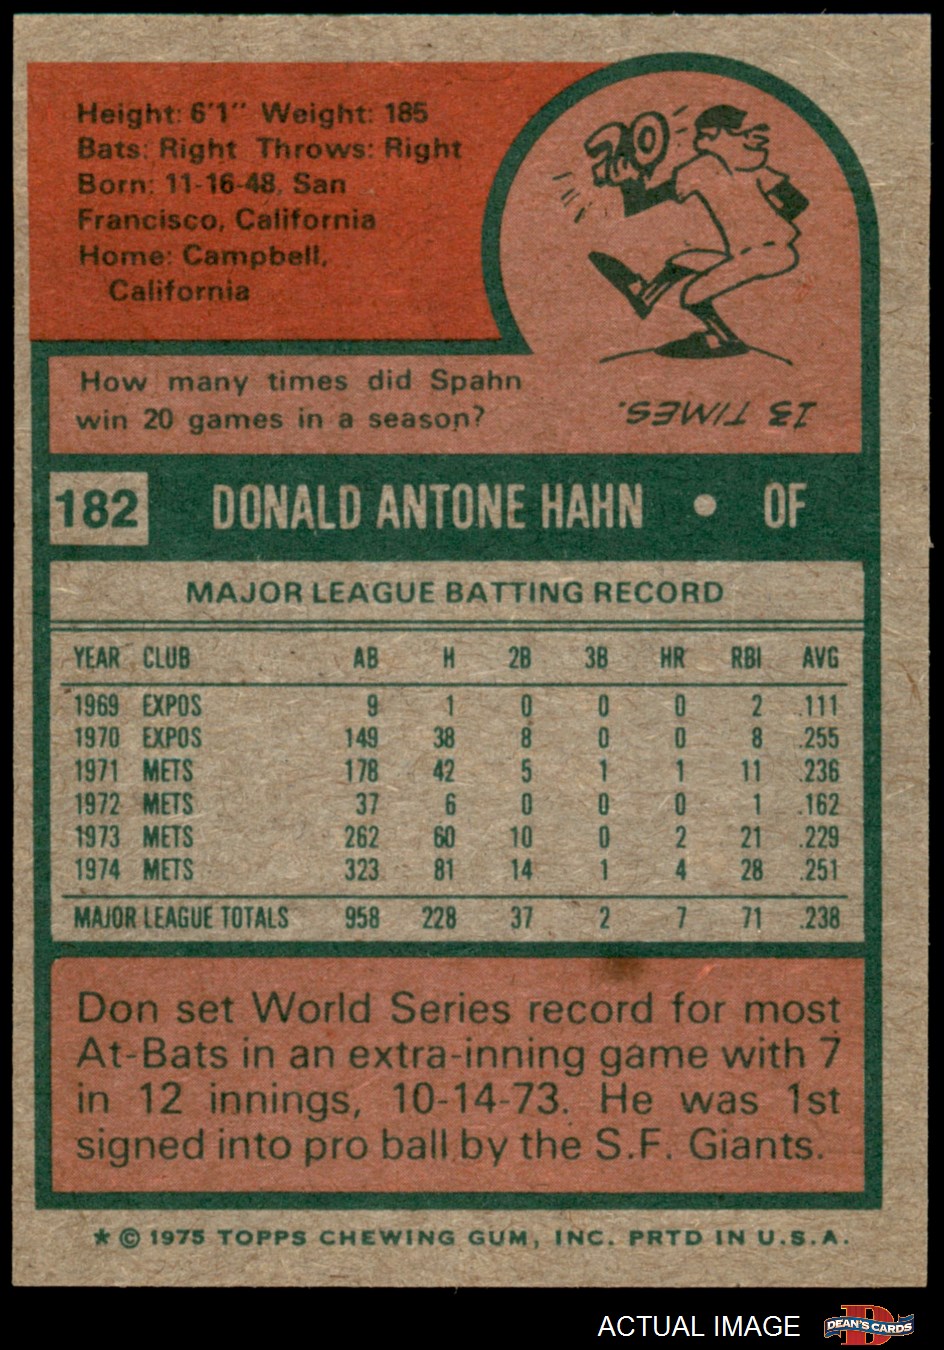 Height: 6'1" Weight: 185
Bats: Right Throws: Right
Born: 11-16-48, San
Francisco, California
Home: Campbell,
California
20
How many times did Spahn
win 20 games in a season?
13 TIMES.
182 DONALD ANTONE HAHN • OF
MAJOR LEAGUE BATTING RECORD
YEAR CLUB AB H 2B 3B HR RBI AVG
1969 EXPOS 9 1 0 0 0 2 .111
1970 EXPOS 149 38 8 0 0 8 .255
1971 METS 178 42 5 1 1 11 .236
1972 METS 37 6 0 0 0 1 .162
1973 METS 262 60 10 0 2 21 .229
1974 METS 323 81 14 1 4 28 .251
MAJOR LEAGUE TOTALS 958 228 37 2 7 71 .238
Don set World Series record for most
At-Bats in an extra-inning game with 7
in 12 innings, 10-14-73. He was 1st
signed into pro ball by the S.F. Giants.
* © 1975 TOPPS CHEWING GUM, INC. PRTD IN U.S.A.
ACTUAL IMAGE D DEAN'S CARDS